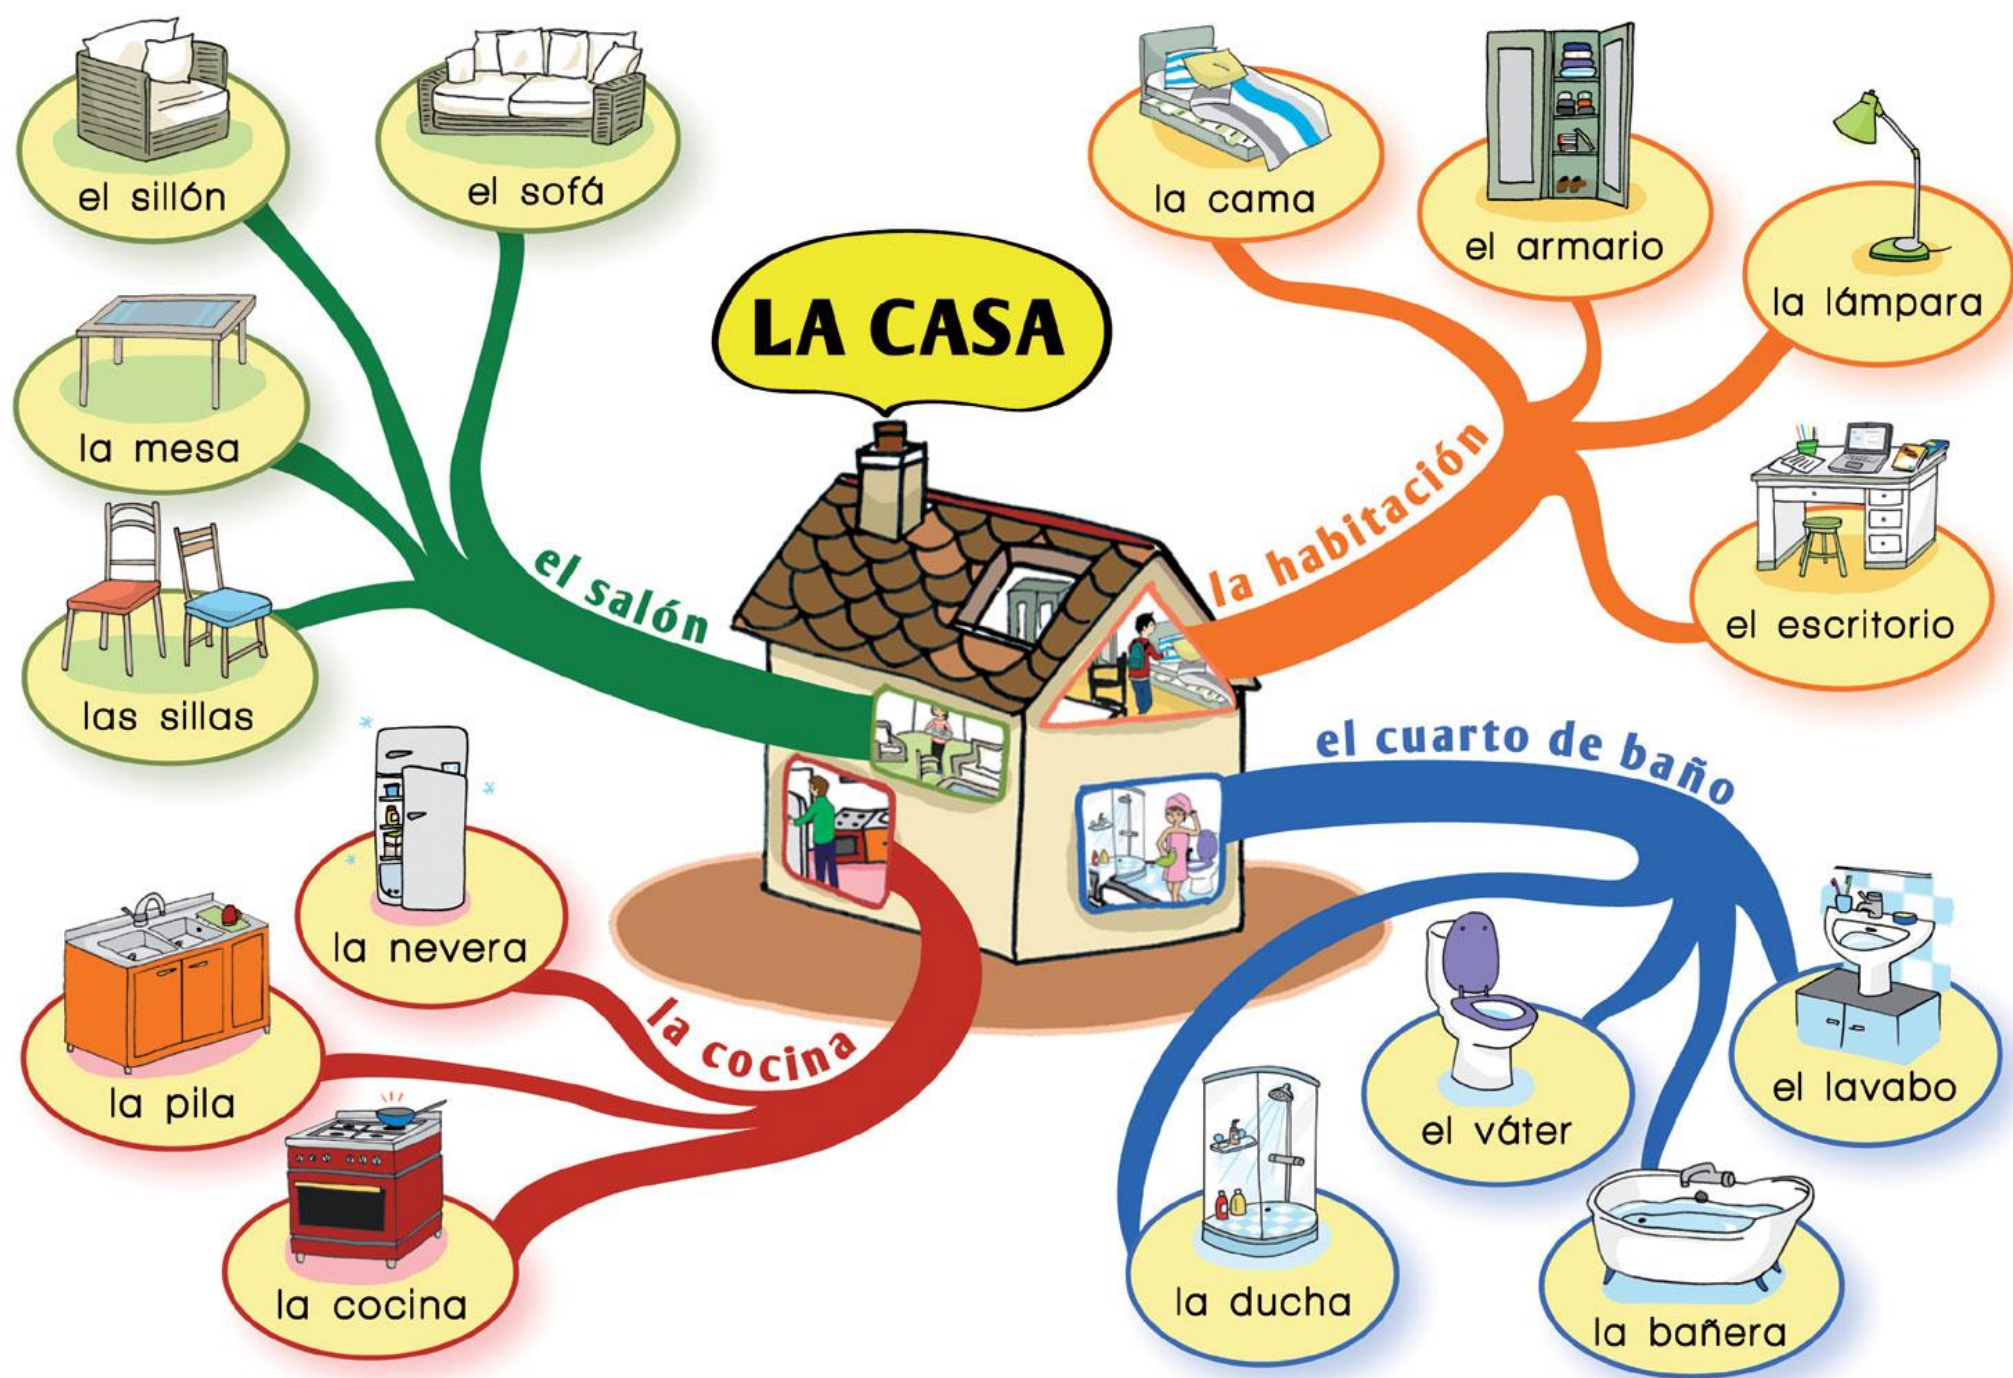 LA CASA
el salón
el sillón
el sofá
la mesa
las sillas
la habitación
la cama
el armario
la lámpara
el escritorio
la cocina
la nevera
la pila
la cocina
el cuarto de baño
el lavabo
el váter
la ducha
la bañera